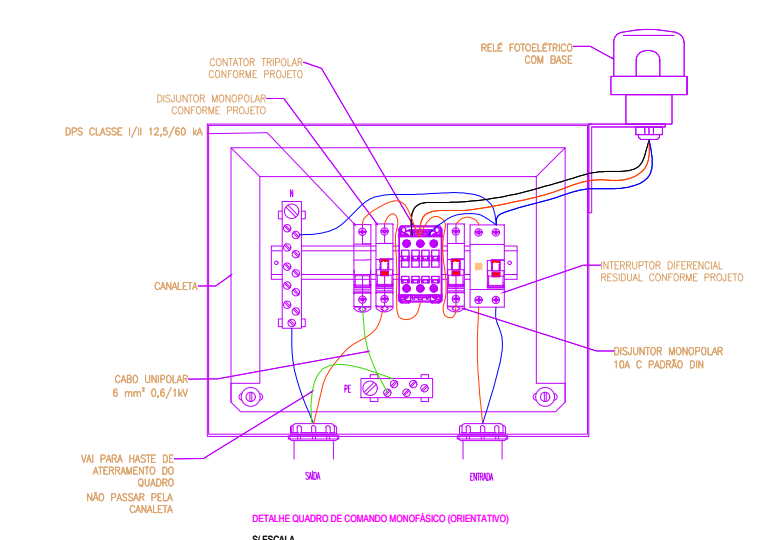 RELÉ FOTOELÉTRICO
COM BASE
CONTATOR TRIPOLAR
CONFORME PROJETO
DISJUNTOR MONOPOLAR
CONFORME PROJETO
DPS CLASSE I/II 12,5/60 kA
N
INTERRUPTOR DIFERENCIAL
RESIDUAL CONFORME PROJETO
CANALETA
DISJUNTOR MONOPOLAR
10A C PADRÃO DIN
CABO UNIPOLAR
6 mm² 0,6/1kV
PE
VAI PARA HASTE DE
ATERRAMENTO DO
QUADRO
NÃO PASSAR PELA
CANALETA
SAÍDA
ENTRADA
DETALHE QUADRO DE COMANDO MONOFÁSICO (ORIENTATIVO)
S/ ESCALA